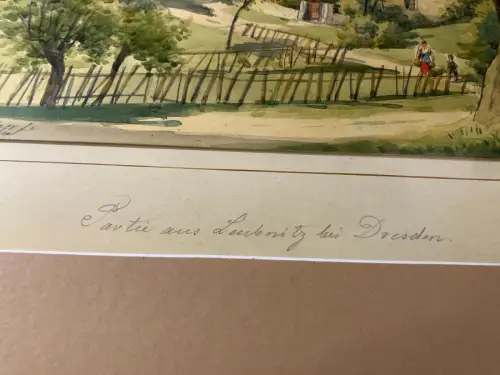 Partie aus Leubnitz bei Dresden.